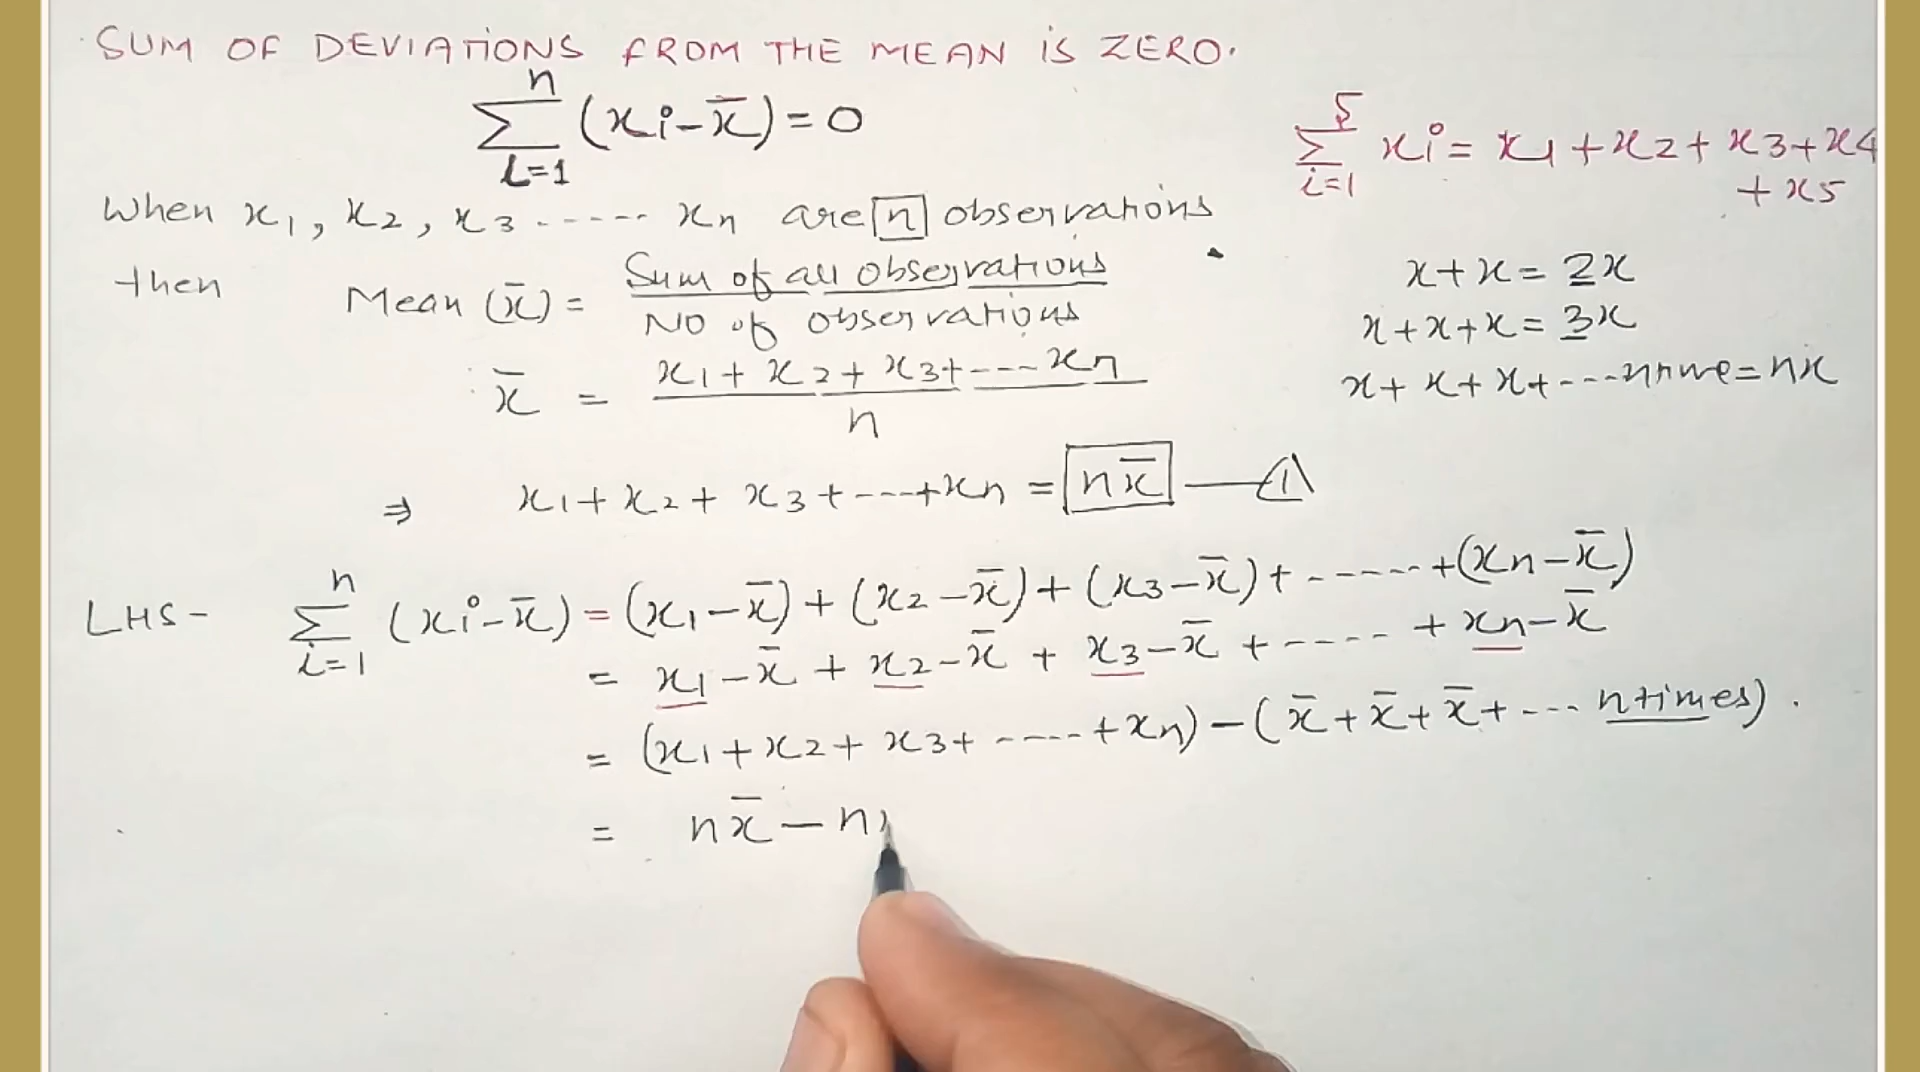 SUM OF DEVIATIONS FROM THE MEAN IS ZERO.
n
∑ (xi - x̄) = 0
i=1
When x1, x2, x3 ----- xn are n observations
then Mean (x̄) = Sum of all observations
No of observations
x̄ = x1 + x2 + x3 + --- xn
n
⇒ x1 + x2 + x3 + --- + xn = nx̄ — 1
5
∑ xi = x1 + x2 + x3 + x4
i=1 + x5
x + x = 2x
x + x + x = 3x
x + x + x + --- n time = nx
n
LHS - ∑ (xi - x̄) = (x1 - x̄) + (x2 - x̄) + (x3 - x̄) + ----- + (xn - x̄)
i=1
= x1 - x̄ + x2 - x̄ + x3 - x̄ + ---- + xn - x̄
= (x1 + x2 + x3 + ---- + xn) - (x̄ + x̄ + x̄ + --- n times).
= nx̄ - n